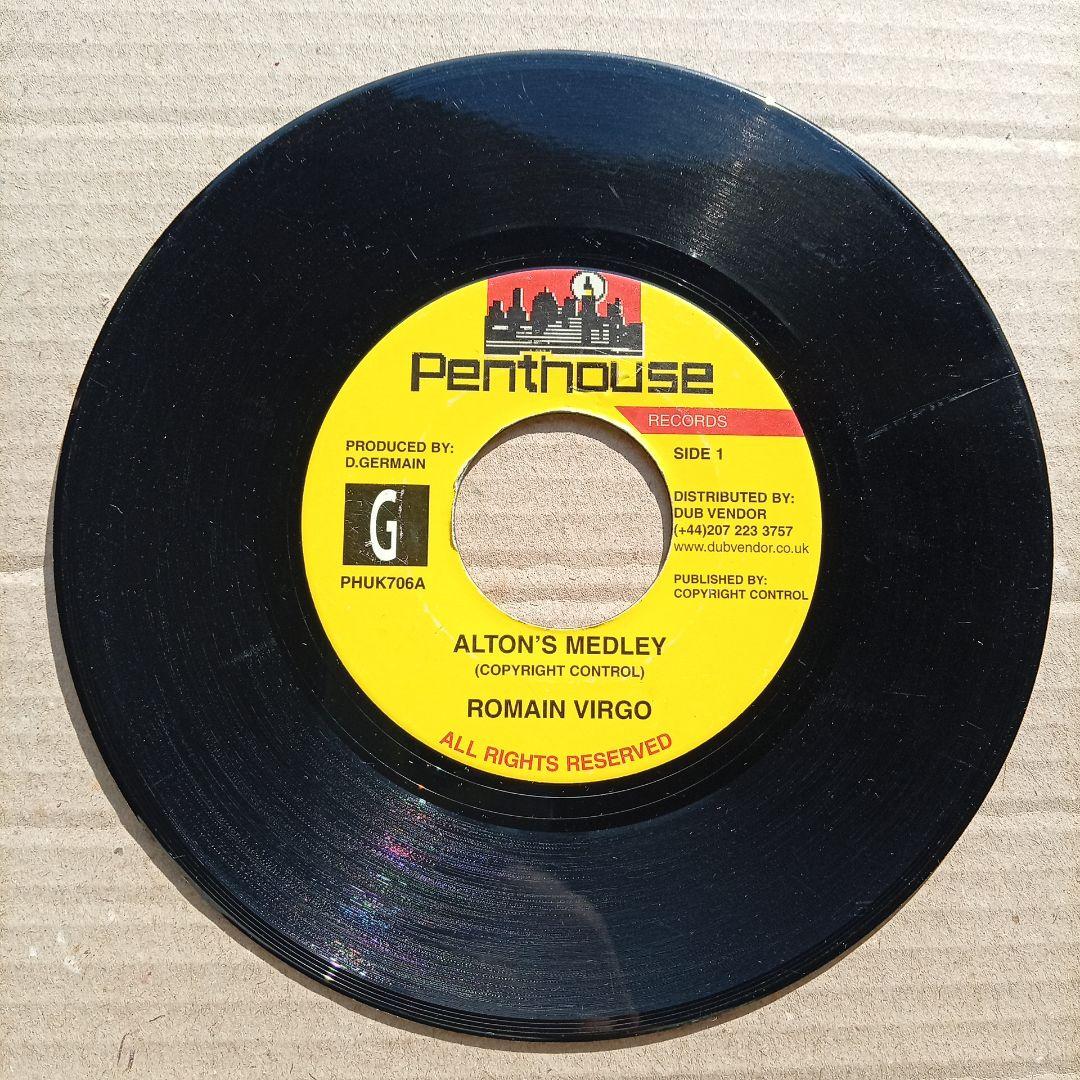 Penthouse
RECORDS
PRODUCED BY:
D.GERMAIN
G
PHUK706A
SIDE 1
DISTRIBUTED BY:
DUB VENDOR
(+44)207 223 3757
www.dubvendor.co.uk
PUBLISHED BY:
COPYRIGHT CONTROL
ALTON'S MEDLEY
(COPYRIGHT CONTROL)
ROMAIN VIRGO
ALL RIGHTS RESERVED